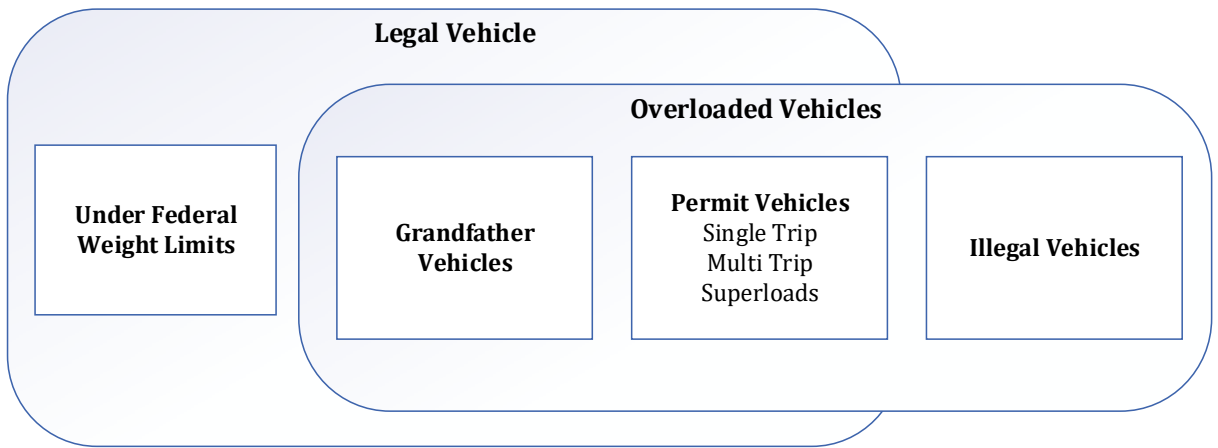 Legal Vehicle
Overloaded Vehicles
Under Federal
Weight Limits
Grandfather
Vehicles
Permit Vehicles
Single Trip
Multi Trip
Superloads
Illegal Vehicles